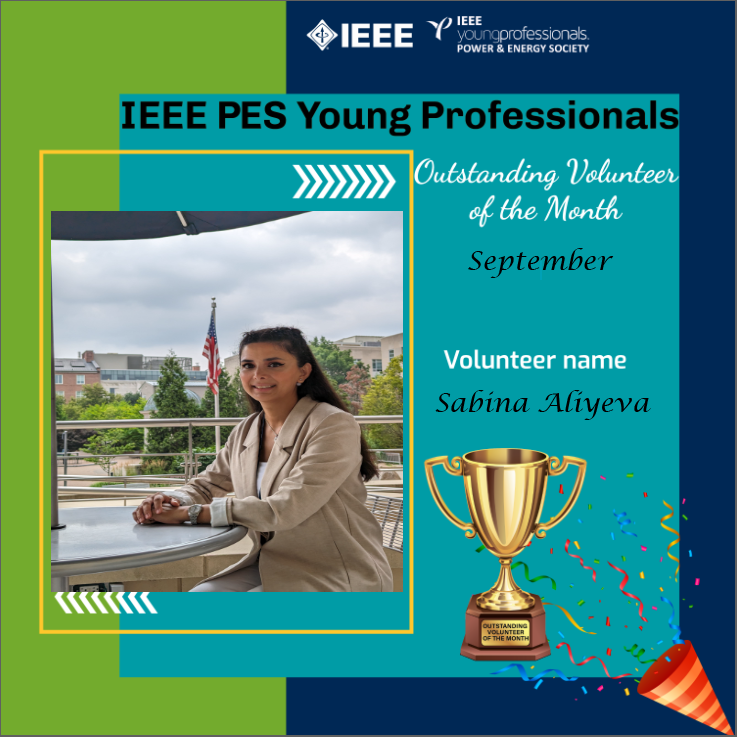 IEEE
IEEE
youngprofessionals.
POWER & ENERGY SOCIETY
IEEE PES Young Professionals
Outstanding Volunteer
of the Month
September
Volunteer name
Sabina Aliyeva
OUTSTANDING
VOLUNTEER
OF THE MONTH